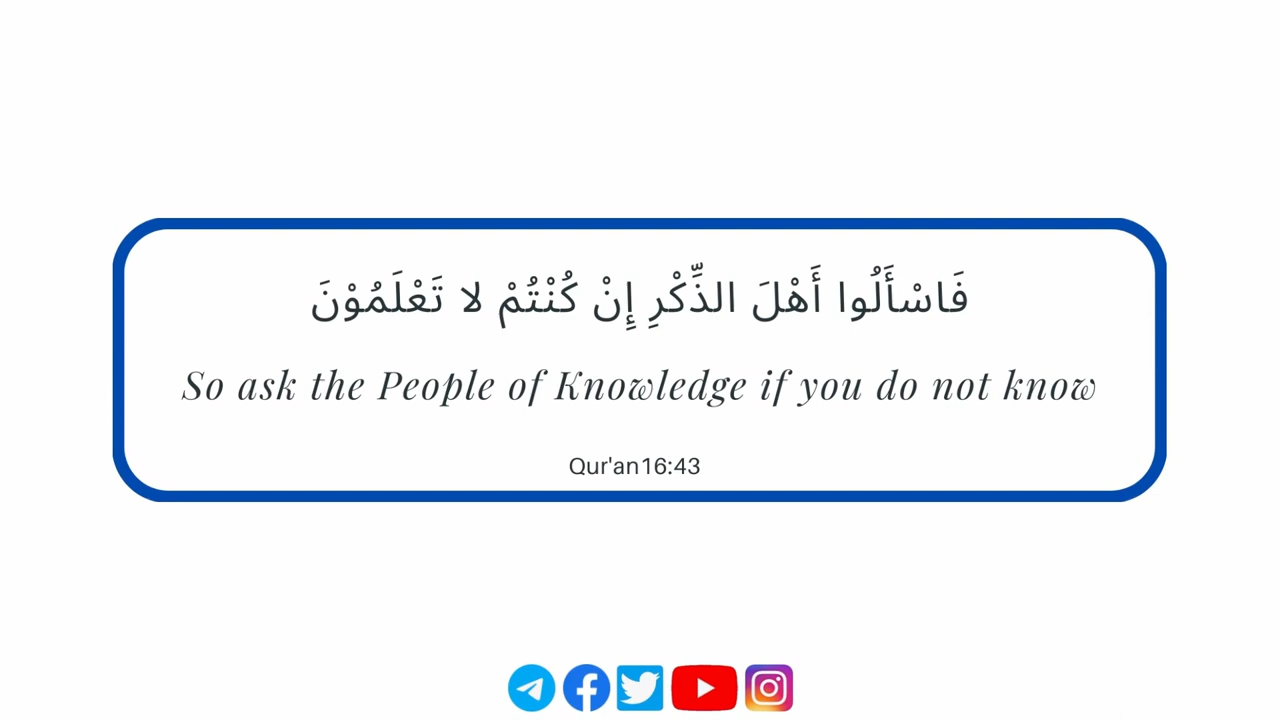 فَاسْأَلُوا أَهْلَ الذِّكْرِ إِنْ كُنْتُمْ لا تَعْلَمُوْنَ
So ask the People of Knowledge if you do not know
Qur'an16:43